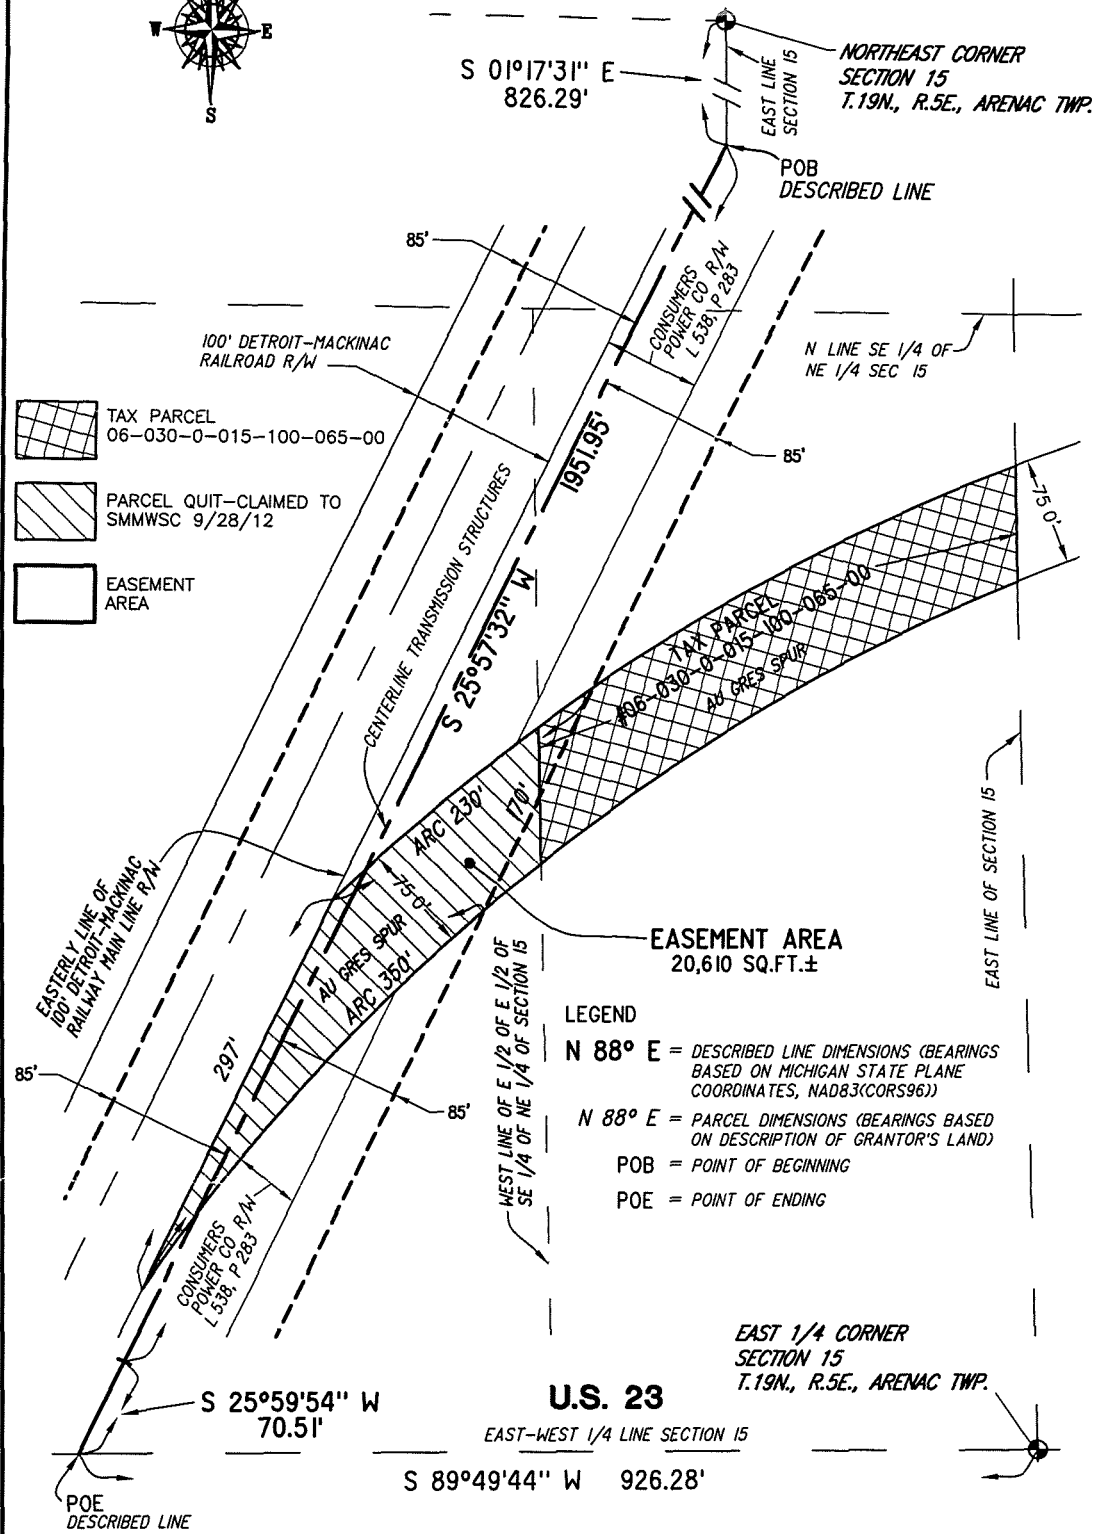 W
E
S
S 01°17'31" E
826.29'
EAST LINE
SECTION 15
NORTHEAST CORNER
SECTION 15
T.19N., R.5E., ARENAC TWP.
POB
DESCRIBED LINE
85'
CONSUMERS
POWER CO R/W
L 538, P 283
100' DETROIT-MACKINAC
RAILROAD R/W
N LINE SE 1/4 OF
NE 1/4 SEC 15
TAX PARCEL
06-030-0-015-100-065-00
PARCEL QUIT-CLAIMED TO
SMMWSC 9/28/12
EASEMENT
AREA
1951.95'
85'
75 0'
CENTERLINE TRANSMISSION STRUCTURES
S 25°57'32" W
TAX PARCEL
#06-030-0-015-100-065-00
AU GRES SPUR
ARC 230'
170'
75 0'
AU GRES SPUR
ARC 350'
EASTERLY LINE OF
100' DETROIT-MACKINAC
RAILWAY MAIN LINE R/W
297'
85'
85'
EASEMENT AREA
20,610 SQ.FT.±
WEST LINE OF E 1/2 OF E 1/2 OF
SE 1/4 OF NE 1/4 OF SECTION 15
EAST LINE OF SECTION 15
LEGEND
N 88° E = DESCRIBED LINE DIMENSIONS (BEARINGS
BASED ON MICHIGAN STATE PLANE
COORDINATES, NAD83(CORS96))
N 88° E = PARCEL DIMENSIONS (BEARINGS BASED
ON DESCRIPTION OF GRANTOR'S LAND)
POB = POINT OF BEGINNING
POE = POINT OF ENDING
CONSUMERS
POWER CO R/W
L 538, P 283
EAST 1/4 CORNER
SECTION 15
T.19N., R.5E., ARENAC TWP.
S 25°59'54" W
70.51'
U.S. 23
EAST-WEST 1/4 LINE SECTION 15
S 89°49'44" W 926.28'
POE
DESCRIBED LINE